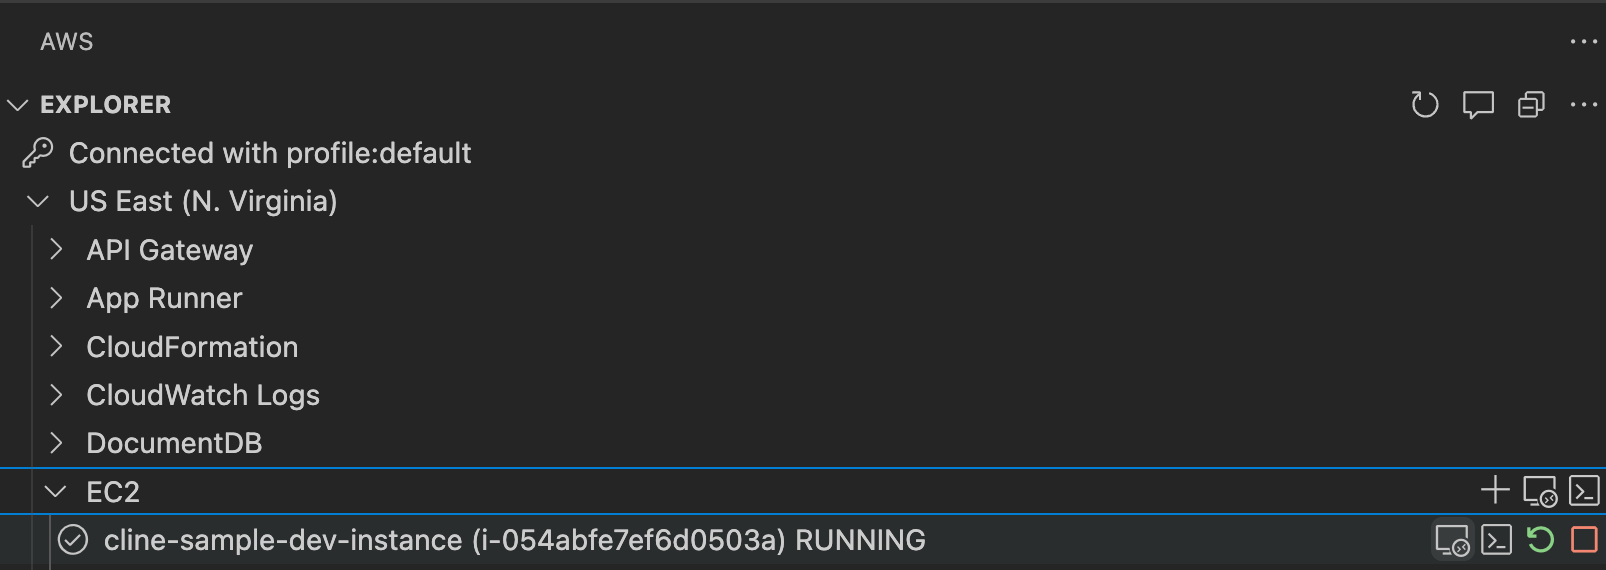 AWS
EXPLORER
Connected with profile:default
US East (N. Virginia)
API Gateway
App Runner
CloudFormation
CloudWatch Logs
DocumentDB
EC2
cline-sample-dev-instance (i-054abfe7ef6d0503a) RUNNING